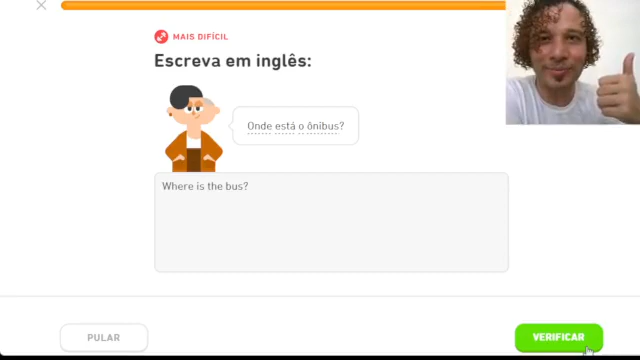 MAIS DIFÍCIL
Escreva em inglês:
Onde está o ônibus?
Where is the bus?
PULAR
VERIFICAR